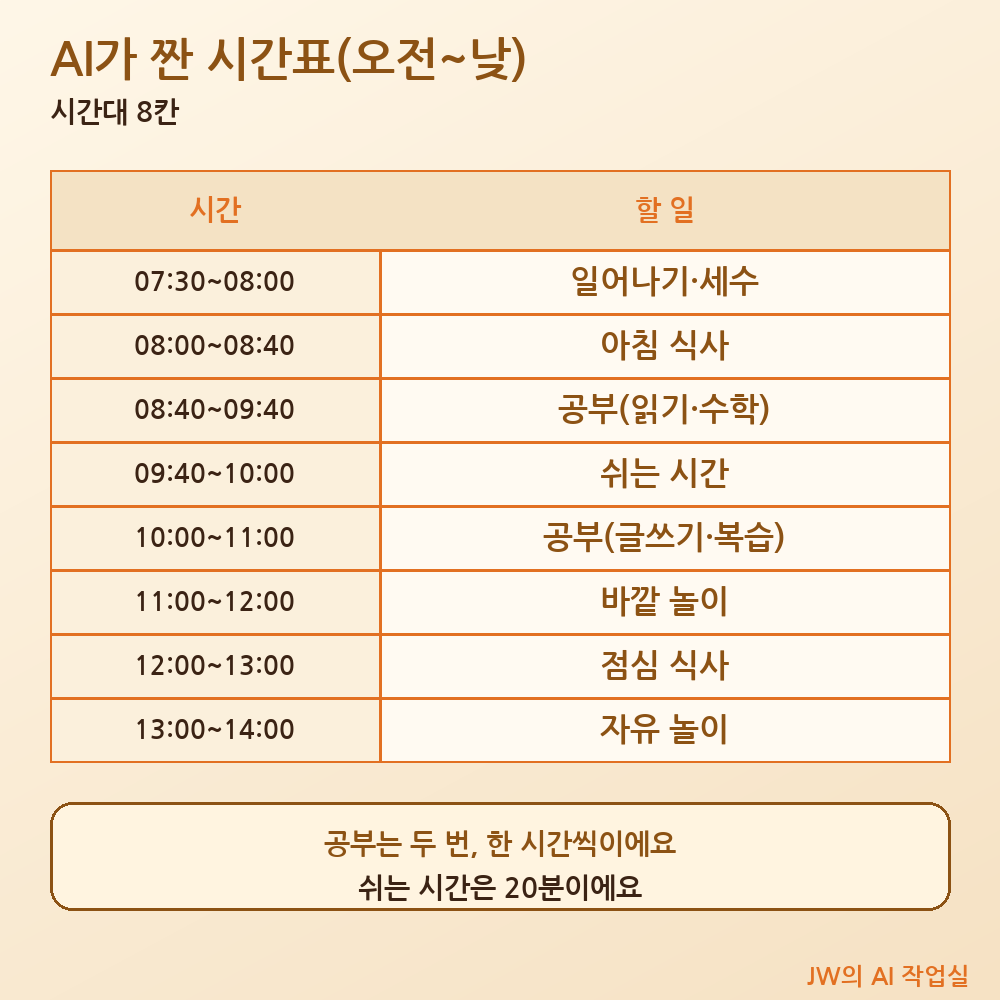 AI가 짠 시간표(오전~낮)
시간대 8칸
시간 할 일
07:30~08:00 일어나기·세수
08:00~08:40 아침 식사
08:40~09:40 공부(읽기·수학)
09:40~10:00 쉬는 시간
10:00~11:00 공부(글쓰기·복습)
11:00~12:00 바깥 놀이
12:00~13:00 점심 식사
13:00~14:00 자유 놀이
공부는 두 번, 한 시간씩이에요
쉬는 시간은 20분이에요
JW의 AI 작업실